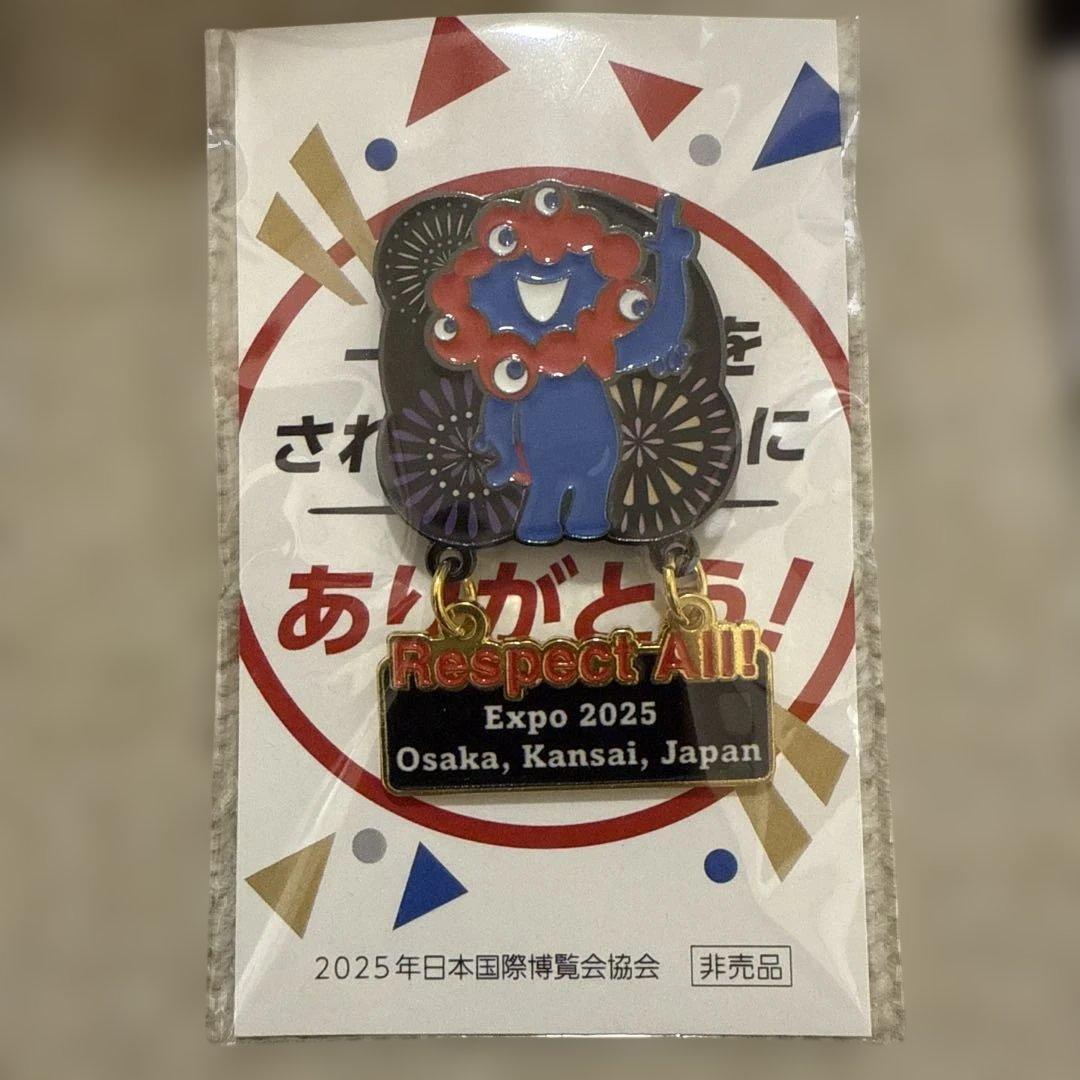 を
され
に
ありがとう!
Respect All!
Expo 2025
Osaka, Kansai, Japan
2025年日本国際博覧会協会 非売品